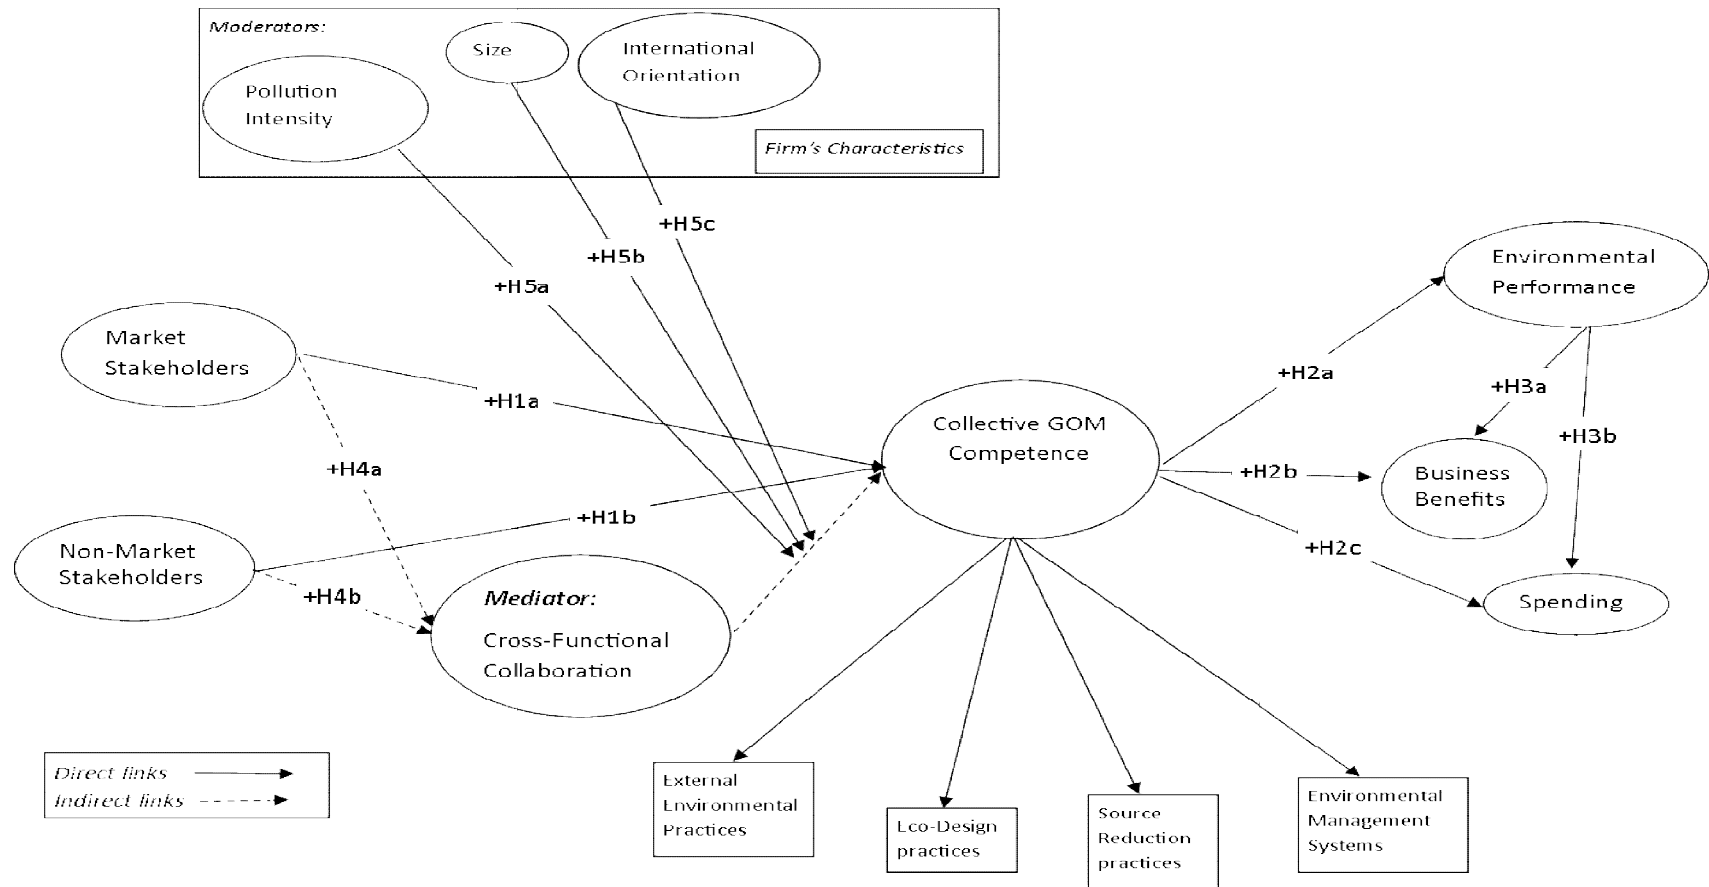 Moderators:
Size
International
Orientation
Pollution
Intensity
Firm's Characteristics
+H5c
+H5b
+H5a
Environmental
Performance
Market
Stakeholders
+H1a
+H2a
+H3a
Collective GOM
Competence
+H3b
+H4a
+H2b
Business
Benefits
+H1b
+H2c
Non-Market
Stakeholders
+H4b
Mediator:
Cross-Functional
Collaboration
Spending
Direct links
Indirect links
External
Environmental
Practices
Eco-Design
practices
Source
Reduction
practices
Environmental
Management
Systems